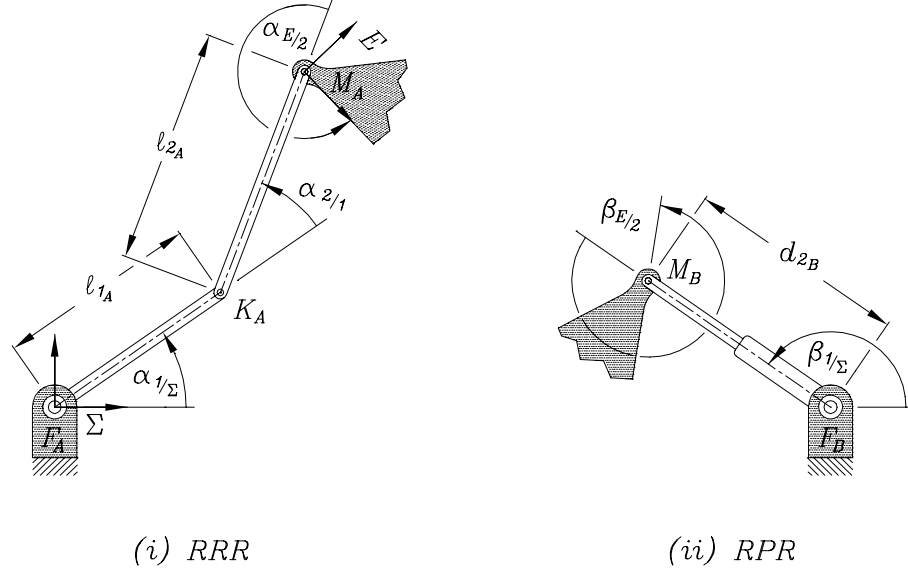 α_{E/2}
E
M_A
ℓ_{2_A}
α_{2/1}
ℓ_{1_A}
K_A
α_{1/Σ}
Σ
F_A
(i) RRR
β_{E/2}
M_B
d_{2_B}
β_{1/Σ}
F_B
(ii) RPR